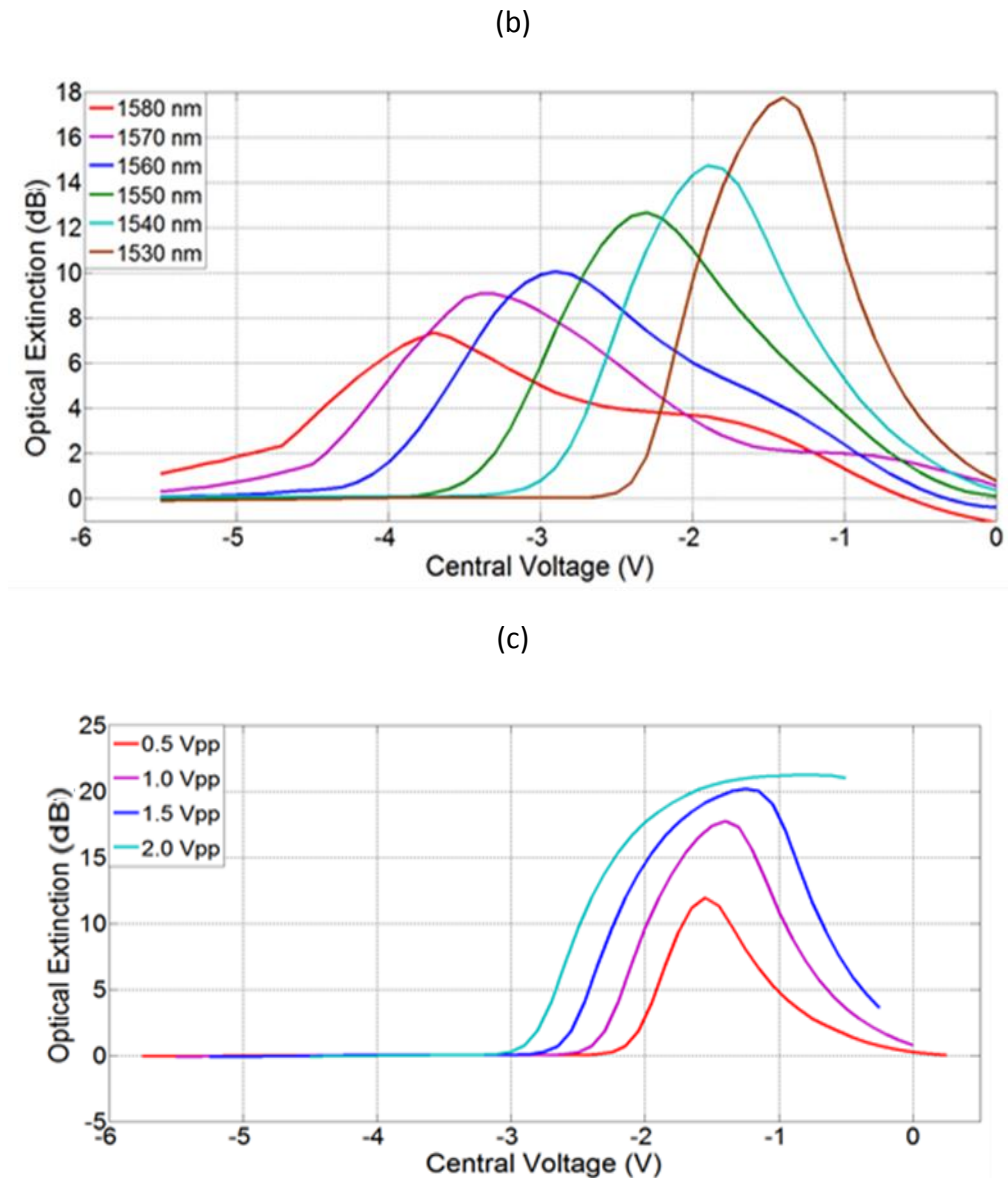 (b)
18
16
14
12
10
8
6
4
2
0
1580 nm
1570 nm
1560 nm
1550 nm
1540 nm
1530 nm
Optical Extinction (dB)
-6 -5 -4 -3 -2 -1 0
Central Voltage (V)
(c)
25
20
15
10
5
0
-5
0.5 Vpp
1.0 Vpp
1.5 Vpp
2.0 Vpp
Optical Extinction (dB)
-6 -5 -4 -3 -2 -1 0
Central Voltage (V)